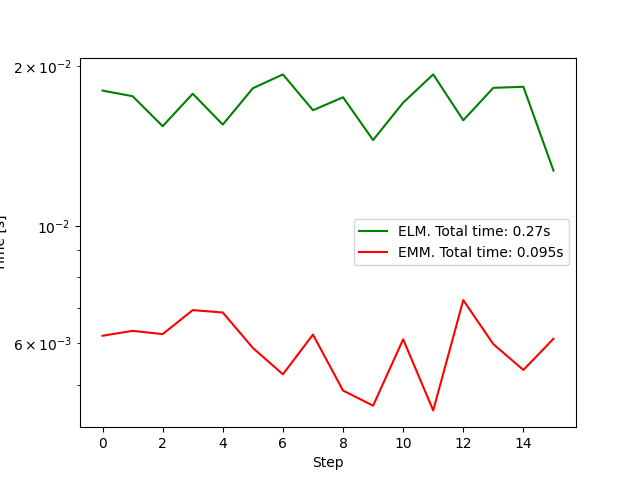 2 × 10⁻²
10⁻²
6 × 10⁻³
[s]
ELM. Total time: 0.27s
EMM. Total time: 0.095s
0 2 4 6 8 10 12 14
Step